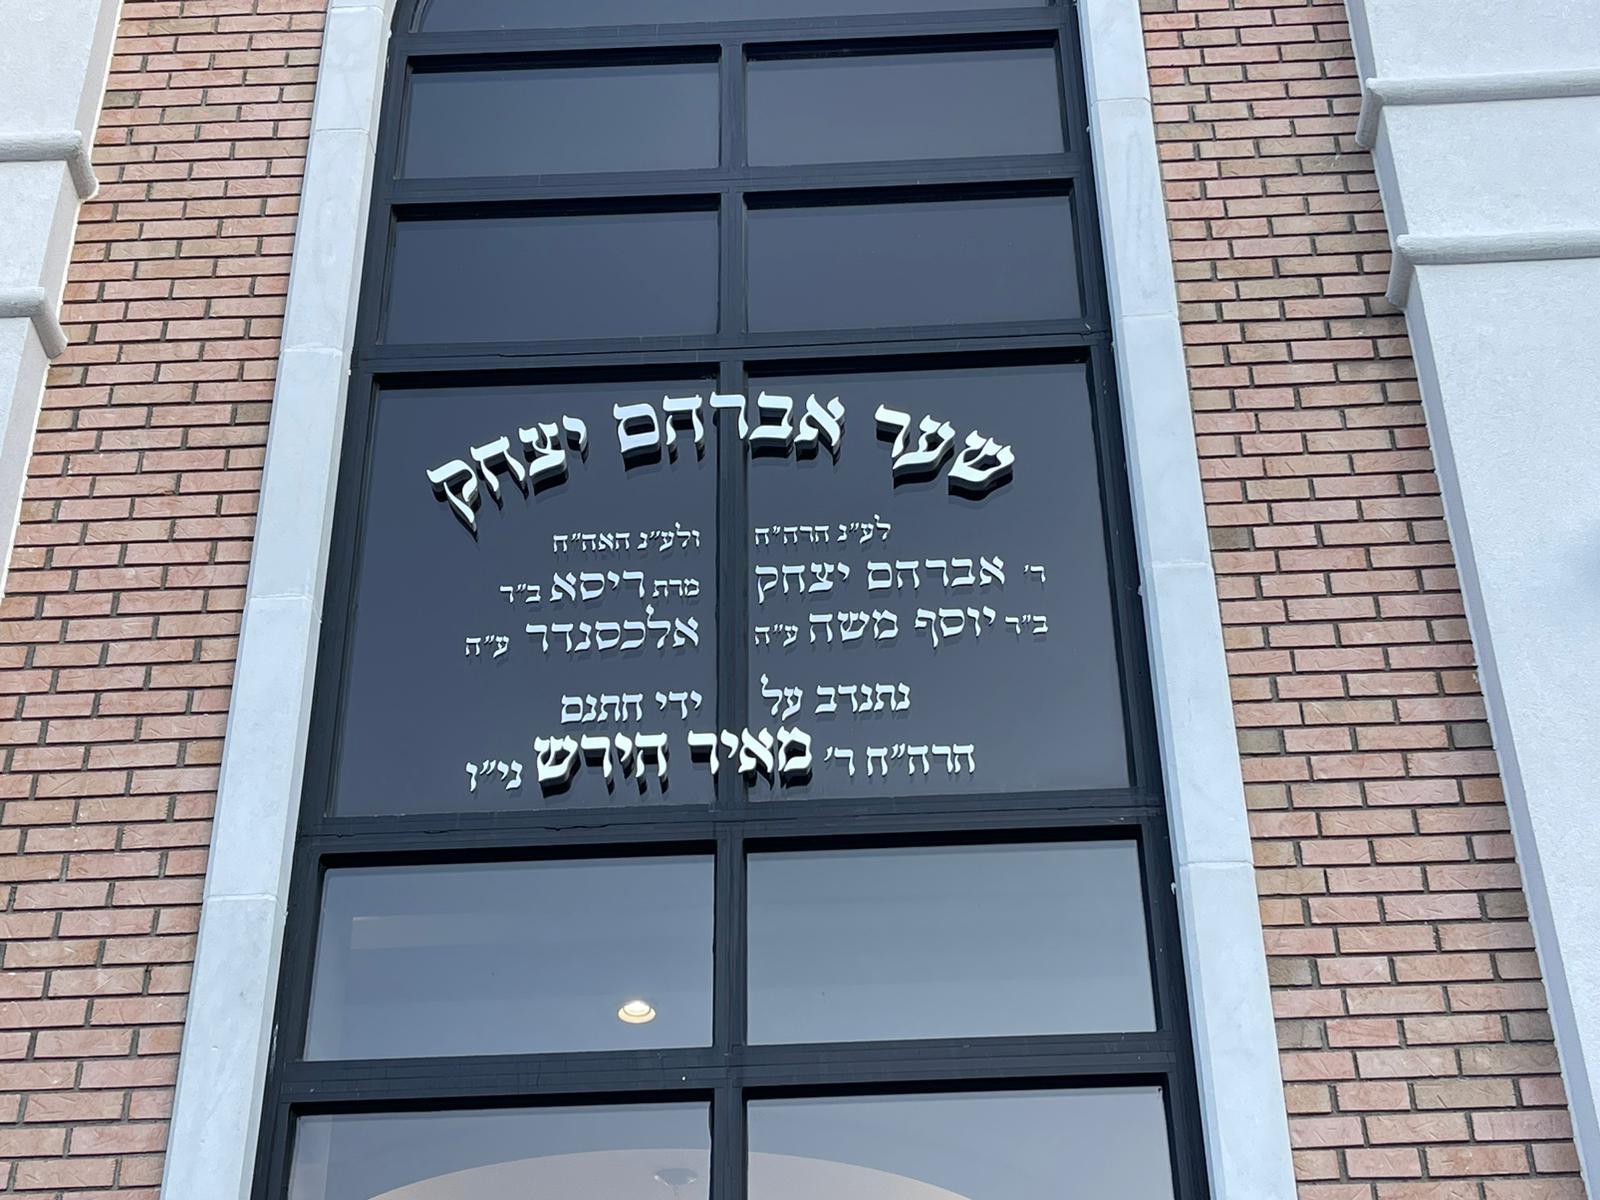 שער אברהם יצחק
לע״נ הרה״ח
ר׳ אברהם יצחק
ב״ר יוסף משה ע״ה
ולע״נ האה״ח
מרת ריסא ב״ר
אלכסנדר ע״ה
נתנדב על ידי חתנם
הרה״ח ר׳ מאיר הירש ני״ו